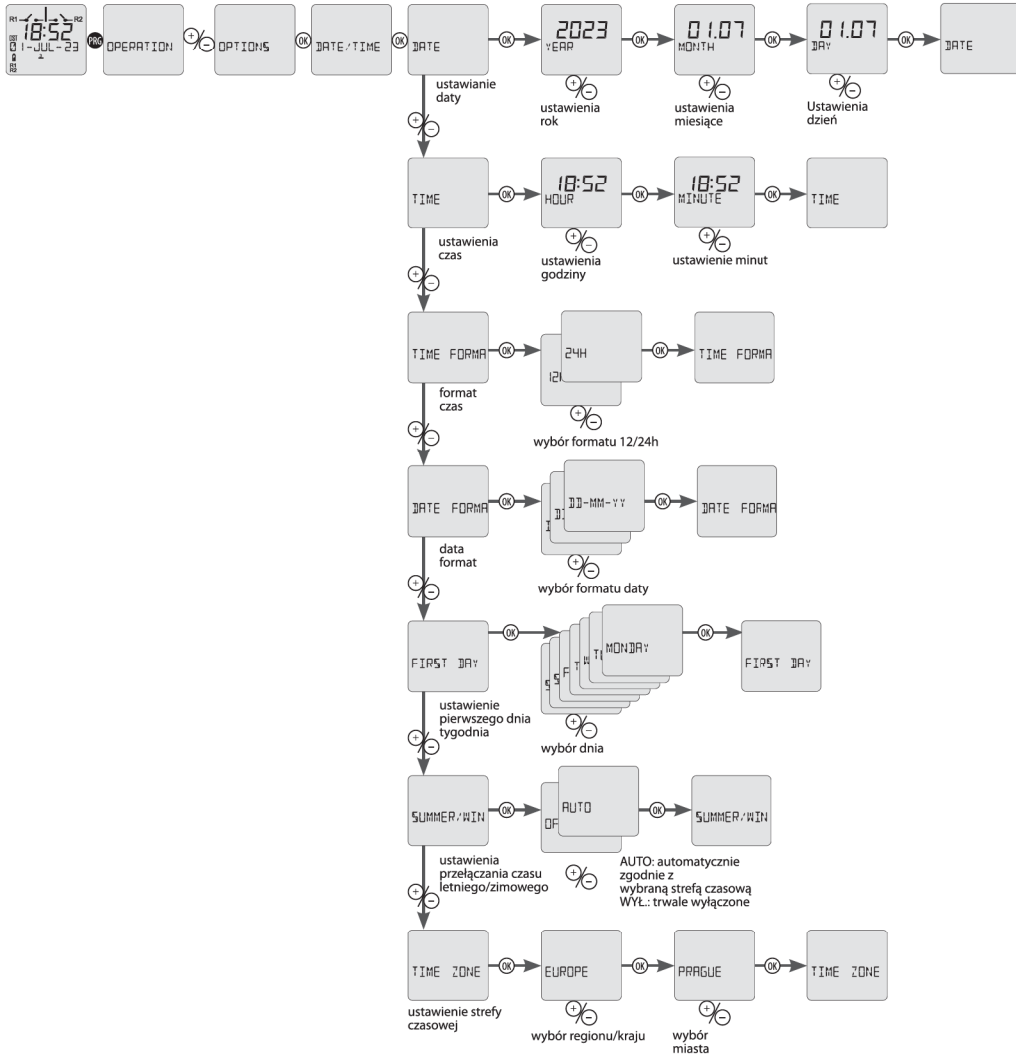 R1 R2
18:52
1-JUL-23
R1
R2
PRG
OPERATION
+/-
OPTIONS
OK
DATE/TIME
OK
DATE
OK
2023
YEAR
OK
01.07
MONTH
OK
01.07
DAY
OK
DATE
ustawianie
daty
+/-
ustawienia
rok
+/-
ustawienia
miesiące
+/-
Ustawienia
dzień
+/-
TIME
OK
18:52
HOUR
OK
18:52
MINUTE
OK
TIME
ustawienia
czas
+/-
ustawienia
godziny
+/-
ustawienie minut
+/-
TIME FORMA
OK
24H
12H
OK
TIME FORMA
format
czas
+/-
wybór formatu 12/24h
+/-
DATE FORMA
OK
DD-MM-YY
OK
DATE FORMA
data
format
+/-
wybór formatu daty
+/-
FIRST DAY
OK
MONDAY
OK
FIRST DAY
ustawienie
pierwszego dnia
tygodnia
+/-
wybór dnia
+/-
SUMMER/WIN
OK
AUTO
OF
OK
SUMMER/WIN
ustawienia
przełączania czasu
letniego/zimowego
+/-
AUTO: automatycznie
zgodnie z
wybraną strefą czasową
WYŁ.: trwale wyłączone
+/-
TIME ZONE
OK
EUROPE
OK
PRAGUE
OK
TIME ZONE
ustawienie strefy
czasowej
+/-
wybór regionu/kraju
+/-
wybór
miasta